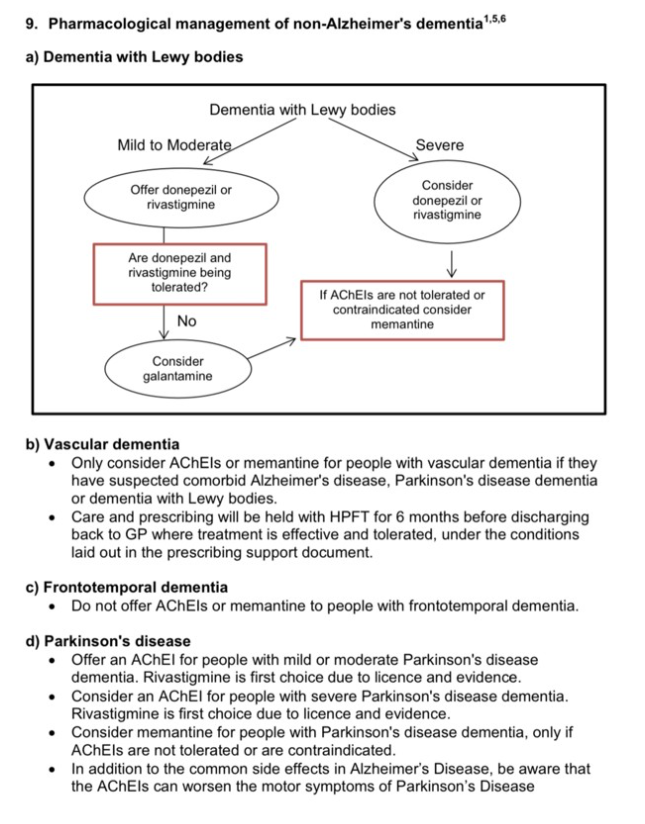 9. Pharmacological management of non-Alzheimer's dementia1,5,6
a) Dementia with Lewy bodies
Dementia with Lewy bodies
Mild to Moderate
Severe
Offer donepezil or
rivastigmine
Consider
donepezil or
rivastigmine
Are donepezil and
rivastigmine being
tolerated?
If AChEIs are not tolerated or
contraindicated consider
memantine
No
Consider
galantamine
b) Vascular dementia
• Only consider AChEIs or memantine for people with vascular dementia if they
have suspected comorbid Alzheimer's disease, Parkinson's disease dementia
or dementia with Lewy bodies.
• Care and prescribing will be held with HPFT for 6 months before discharging
back to GP where treatment is effective and tolerated, under the conditions
laid out in the prescribing support document.
c) Frontotemporal dementia
• Do not offer AChEIs or memantine to people with frontotemporal dementia.
d) Parkinson's disease
• Offer an AChEI for people with mild or moderate Parkinson's disease
dementia. Rivastigmine is first choice due to licence and evidence.
• Consider an AChEI for people with severe Parkinson's disease dementia.
Rivastigmine is first choice due to licence and evidence.
• Consider memantine for people with Parkinson's disease dementia, only if
AChEIs are not tolerated or are contraindicated.
• In addition to the common side effects in Alzheimer's Disease, be aware that
the AChEIs can worsen the motor symptoms of Parkinson's Disease